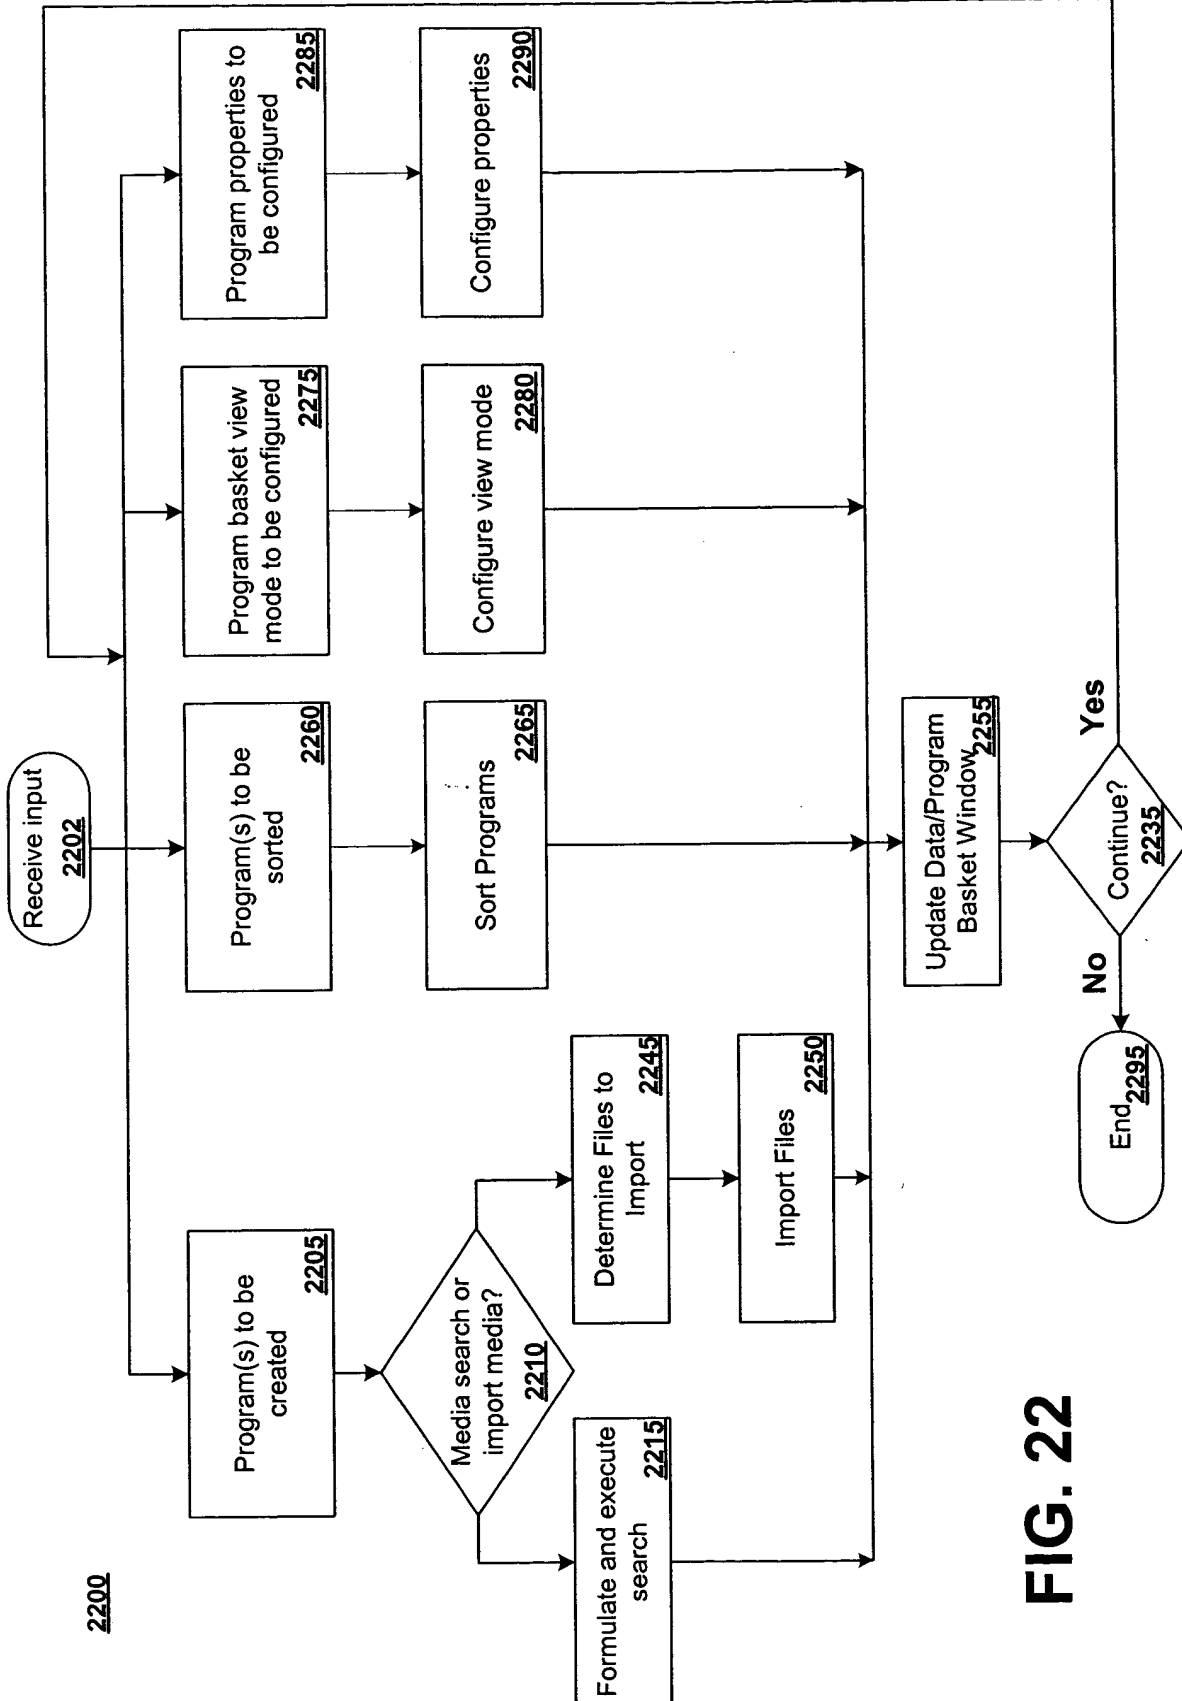 2200
Receive input
2202
Program(s) to be
created
2205
Program(s) to be
sorted
2260
Program basket view
mode to be configured
2275
Program properties to
be configured
2285
Media search or
import media?
2210
Sort Programs
2265
Configure view mode
2280
Configure properties
2290
Formulate and execute
search
2215
Determine Files to
Import
2245
Import Files
2250
Update Data/Program
Basket Window
2255
Continue?
2235
Yes
No
End
2295
FIG. 22